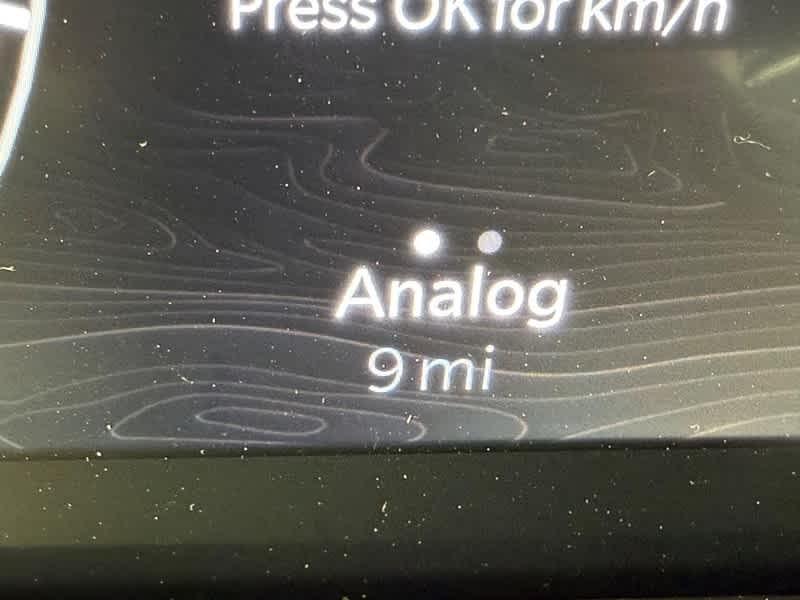 Press OK for km/h
Analog
9 mi